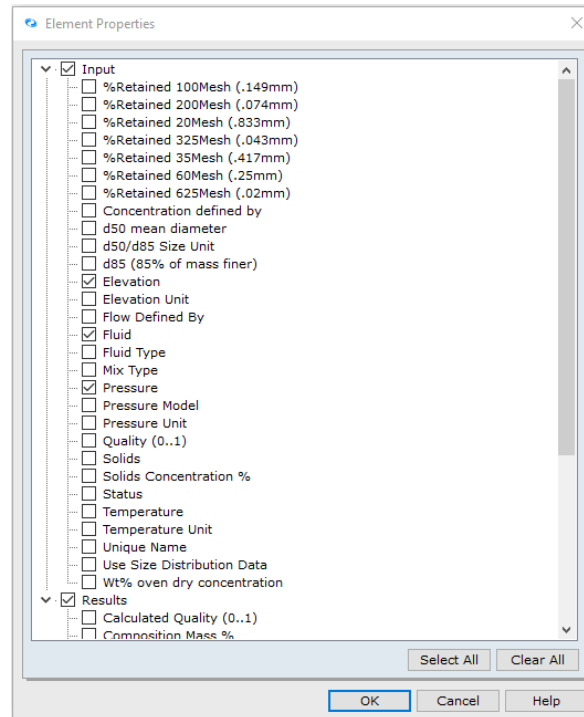 Element Properties
Input
%Retained 100Mesh (.149mm)
%Retained 200Mesh (.074mm)
%Retained 20Mesh (.833mm)
%Retained 325Mesh (.043mm)
%Retained 35Mesh (.417mm)
%Retained 60Mesh (.25mm)
%Retained 625Mesh (.02mm)
Concentration defined by
d50 mean diameter
d50/d85 Size Unit
d85 (85% of mass finer)
Elevation
Elevation Unit
Flow Defined By
Fluid
Fluid Type
Mix Type
Pressure
Pressure Model
Pressure Unit
Quality (0..1)
Solids
Solids Concentration %
Status
Temperature
Temperature Unit
Unique Name
Use Size Distribution Data
Wt% oven dry concentration
Results
Calculated Quality (0..1)
Composition Mass %
Select All Clear All
OK Cancel Help